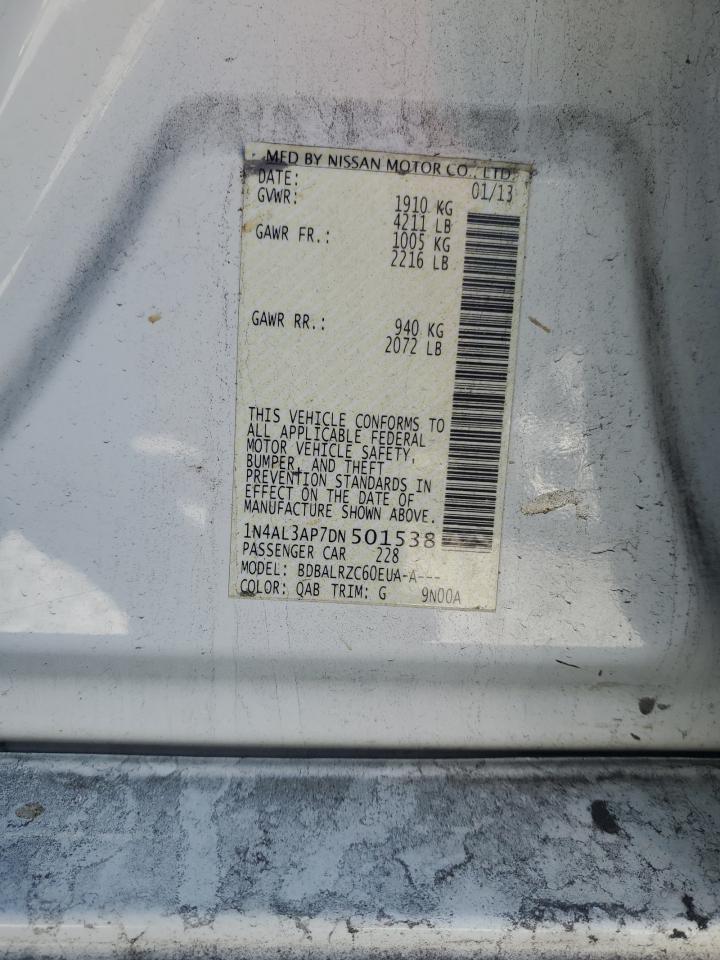 MFD BY NISSAN MOTOR CO., LTD.
DATE: 01/13
GVWR: 1910 KG
4211 LB
GAWR FR.: 1005 KG
2216 LB
GAWR RR.: 940 KG
2072 LB
THIS VEHICLE CONFORMS TO
ALL APPLICABLE FEDERAL
MOTOR VEHICLE SAFETY,
BUMPER, AND THEFT
PREVENTION STANDARDS IN
EFFECT ON THE DATE OF
MANUFACTURE SHOWN ABOVE.
1N4AL3AP7DN501538
PASSENGER CAR 228
MODEL: BDBALRZC60EUA-A---
COLOR: QAB TRIM: G 9N00A